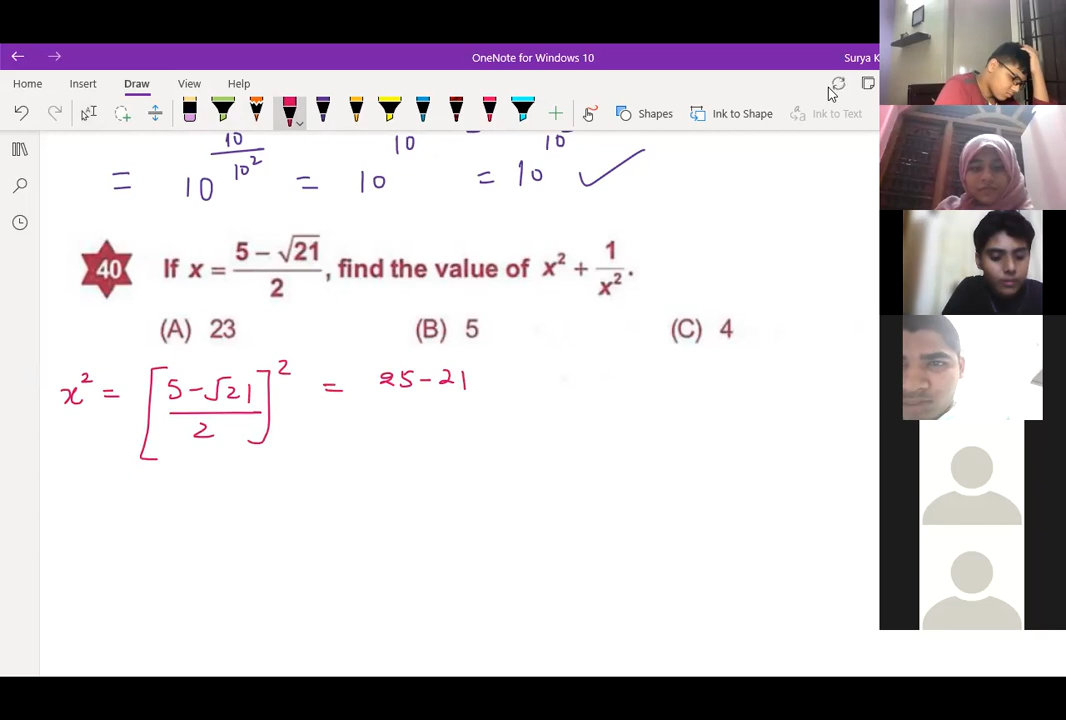 OneNote for Windows 10
Surya K
Home Insert Draw View Help
Shapes Ink to Shape Ink to Text
= 10^(10/10²) = 10^10 = 10 ✓
40 If x = (5 − √21)/2, find the value of x² + 1/x².
(A) 23 (B) 5 (C) 4
x² = [(5 − √21)/2]² = 25 − 21